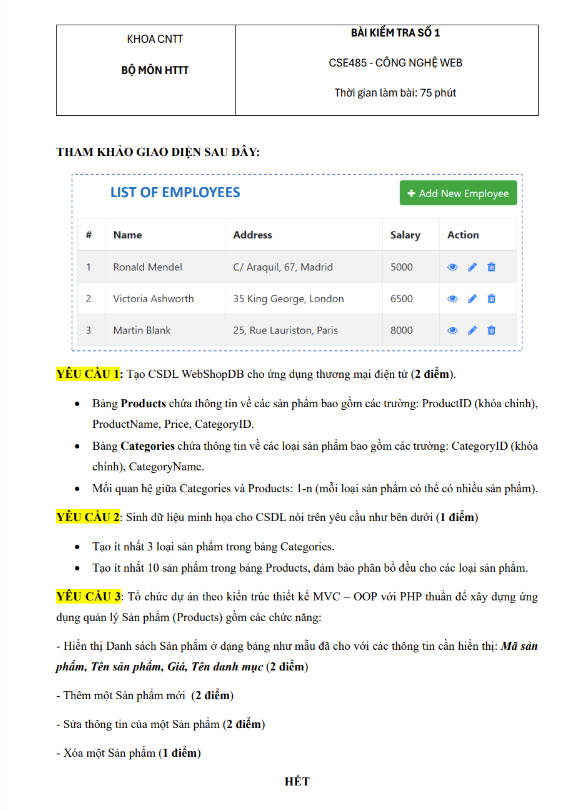 KHOA CNTT
BỘ MÔN HTTT
BÀI KIỂM TRA SỐ 1
CSE485 - CÔNG NGHỆ WEB
Thời gian làm bài: 75 phút
THAM KHẢO GIAO DIỆN SAU ĐÂY:
LIST OF EMPLOYEES
+ Add New Employee
# Name Address Salary Action
1 Ronald Mendel C/ Araquil, 67, Madrid 5000
2 Victoria Ashworth 35 King George, London 6500
3 Martin Blank 25, Rue Lauriston, Paris 8000
YÊU CẦU 1: Tạo CSDL WebShopDB cho ứng dụng thương mại điện tử (2 điểm).
• Bảng Products chứa thông tin về các sản phẩm bao gồm các trường: ProductID (khóa chính),
ProductName, Price, CategoryID.
• Bảng Categories chứa thông tin về các loại sản phẩm bao gồm các trường: CategoryID (khóa
chính), CategoryName.
• Mối quan hệ giữa Categories và Products: 1-n (mỗi loại sản phẩm có thể có nhiều sản phẩm).
YÊU CẦU 2: Sinh dữ liệu minh họa cho CSDL nói trên yêu cầu như bên dưới (1 điểm)
• Tạo ít nhất 3 loại sản phẩm trong bảng Categories.
• Tạo ít nhất 10 sản phẩm trong bảng Products, đảm bảo phân bổ đều cho các loại sản phẩm.
YÊU CẦU 3: Tổ chức dự án theo kiến trúc thiết kế MVC – OOP với PHP thuần để xây dựng ứng
dụng quản lý Sản phẩm (Products) gồm các chức năng:
- Hiển thị Danh sách Sản phẩm ở dạng bảng như mẫu đã cho với các thông tin cần hiển thị: Mã sản
phẩm, Tên sản phẩm, Giá, Tên danh mục (2 điểm)
- Thêm một Sản phẩm mới (2 điểm)
- Sửa thông tin của một Sản phẩm (2 điểm)
- Xóa một Sản phẩm (1 điểm)
HẾT